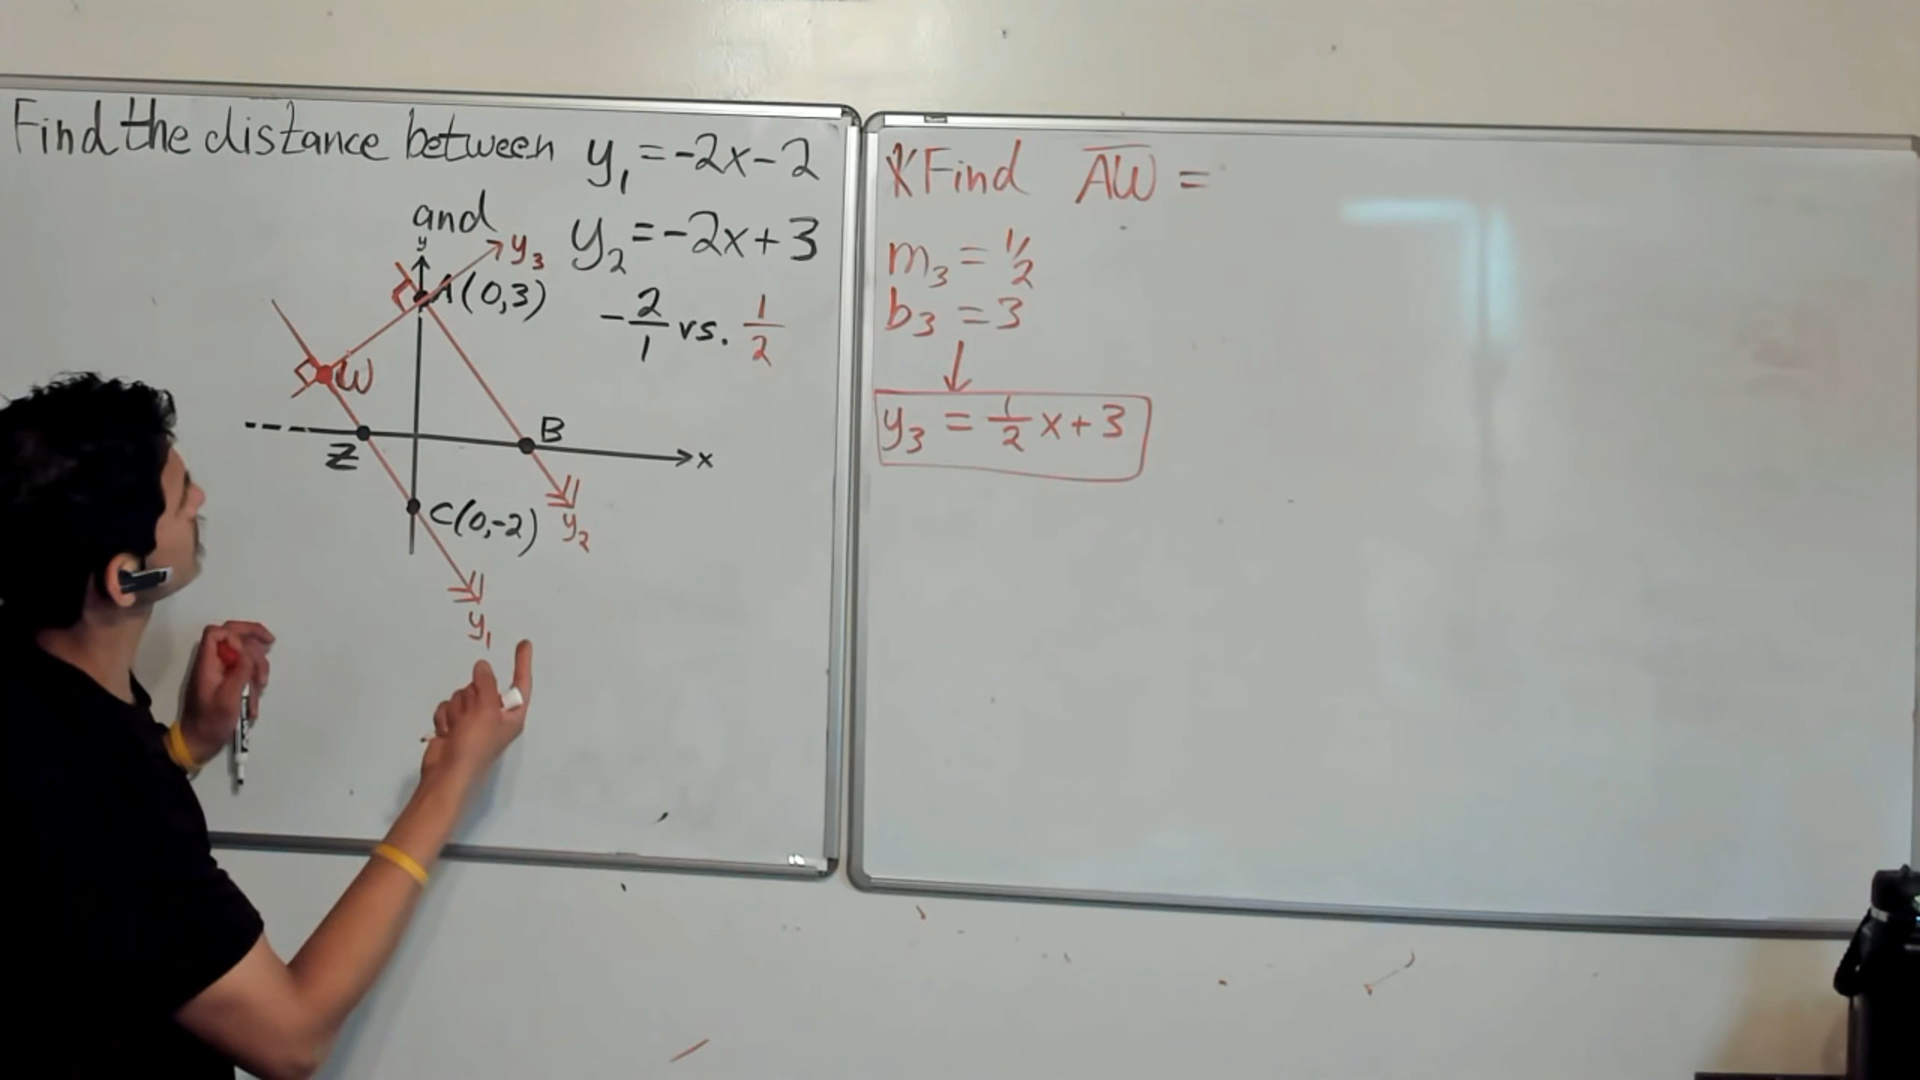 Find the distance between y₁ = -2x - 2
and y₂ = -2x + 3
y
y₃
A(0,3)
-2/1 vs. 1/2
W
B
Z
x
C(0,-2)
y₂
y₁
*Find A̅W̅ =
m₃ = 1/2
b₃ = 3
↓
y₃ = 1/2 x + 3